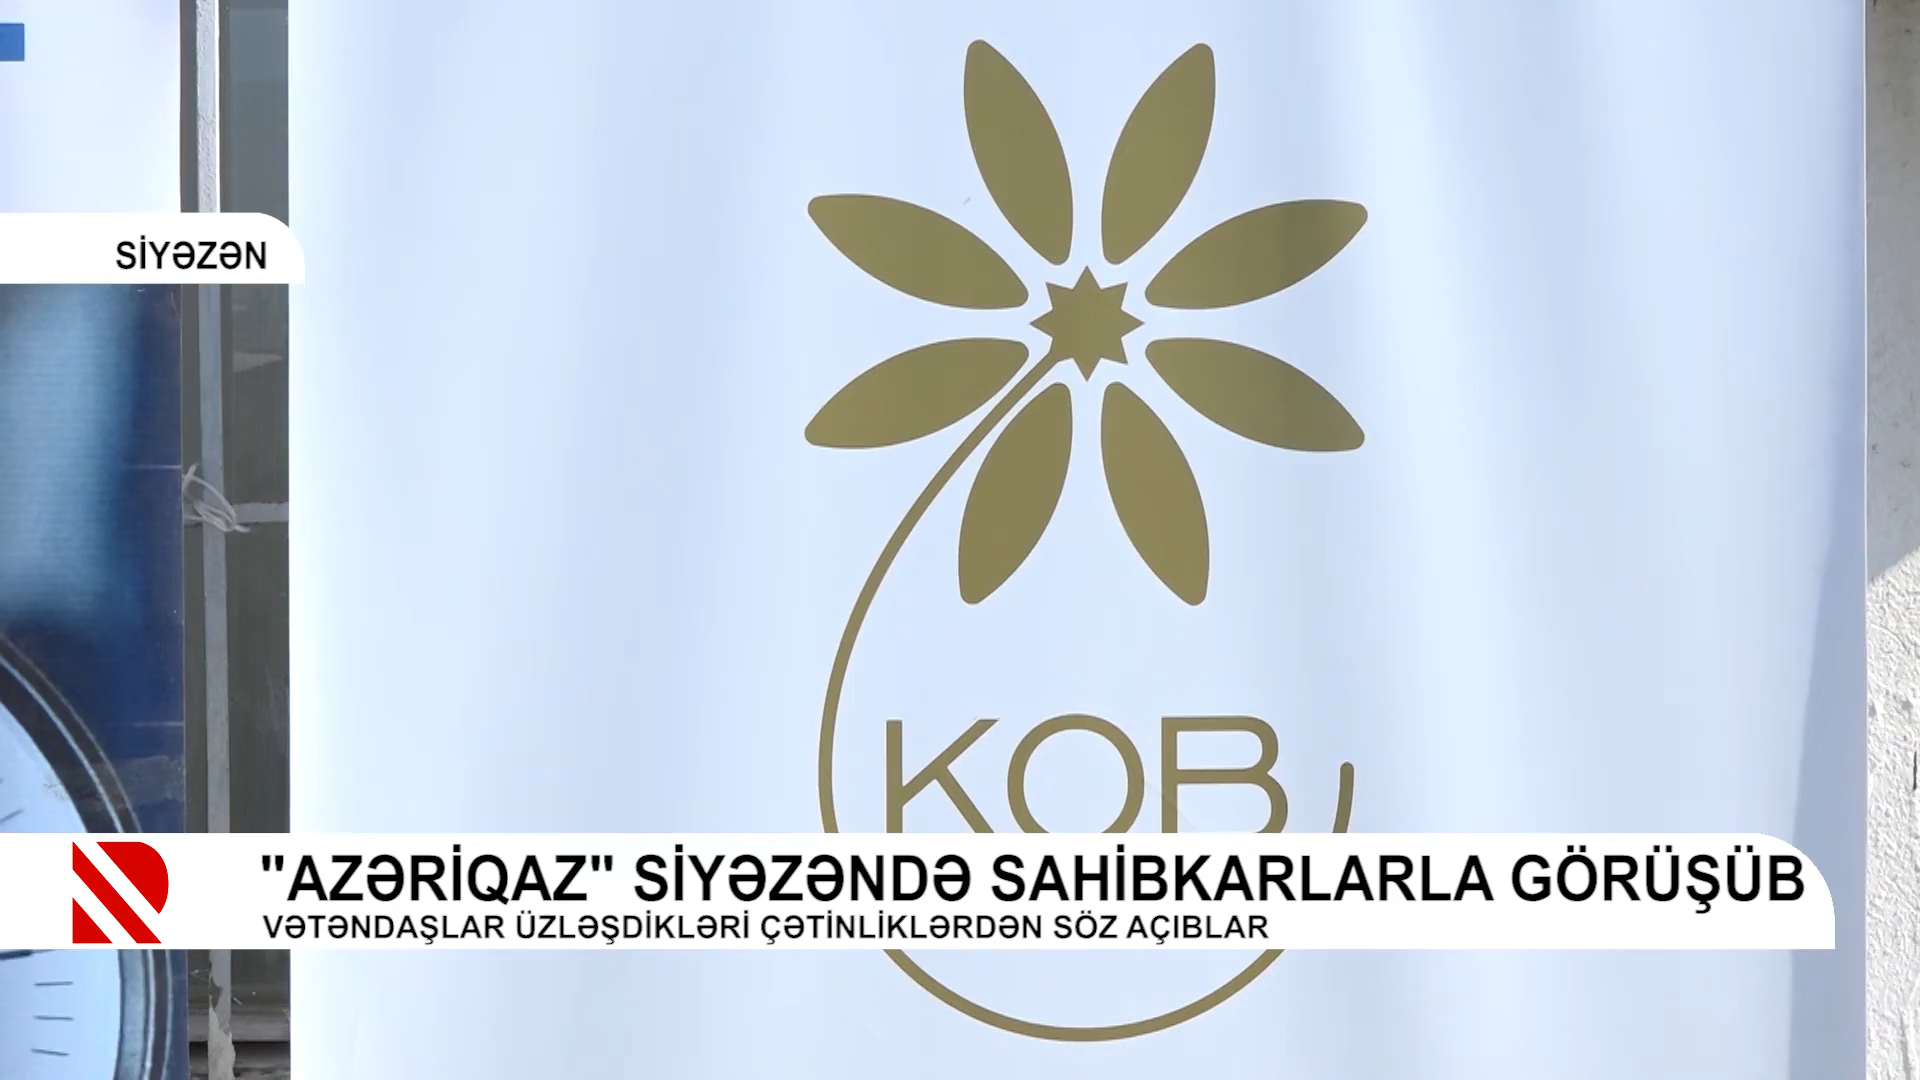 SİYƏZƏN
KOB
"AZƏRİQAZ" SİYƏZƏNDƏ SAHİBKARLARLA GÖRÜŞÜB
VƏTƏNDAŞLAR ÜZLƏŞDİKLƏRİ ÇƏTİNLİKLƏRDƏN SÖZ AÇIBLAR